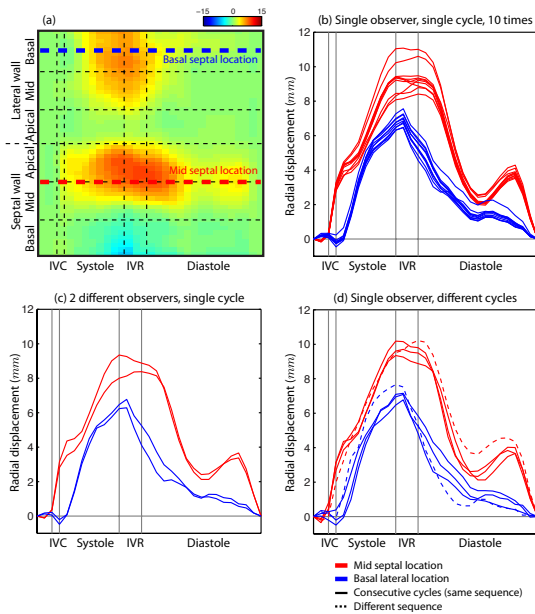 (a)
−15 0 15
Basal
Basal septal location
Lateral wall
Mid
Apical
Apical
Mid septal location
Septal wall
Mid
Basal
IVC Systole IVR Diastole
(b) Single observer, single cycle, 10 times
Radial displacement (mm)
12
10
8
6
4
2
0
IVC Systole IVR Diastole
(c) 2 different observers, single cycle
Radial displacement (mm)
12
10
8
6
4
2
0
IVC Systole IVR Diastole
(d) Single observer, different cycles
Radial displacement (mm)
12
10
8
6
4
2
0
IVC Systole IVR Diastole
Mid septal location
Basal lateral location
Consecutive cycles (same sequence)
Different sequence